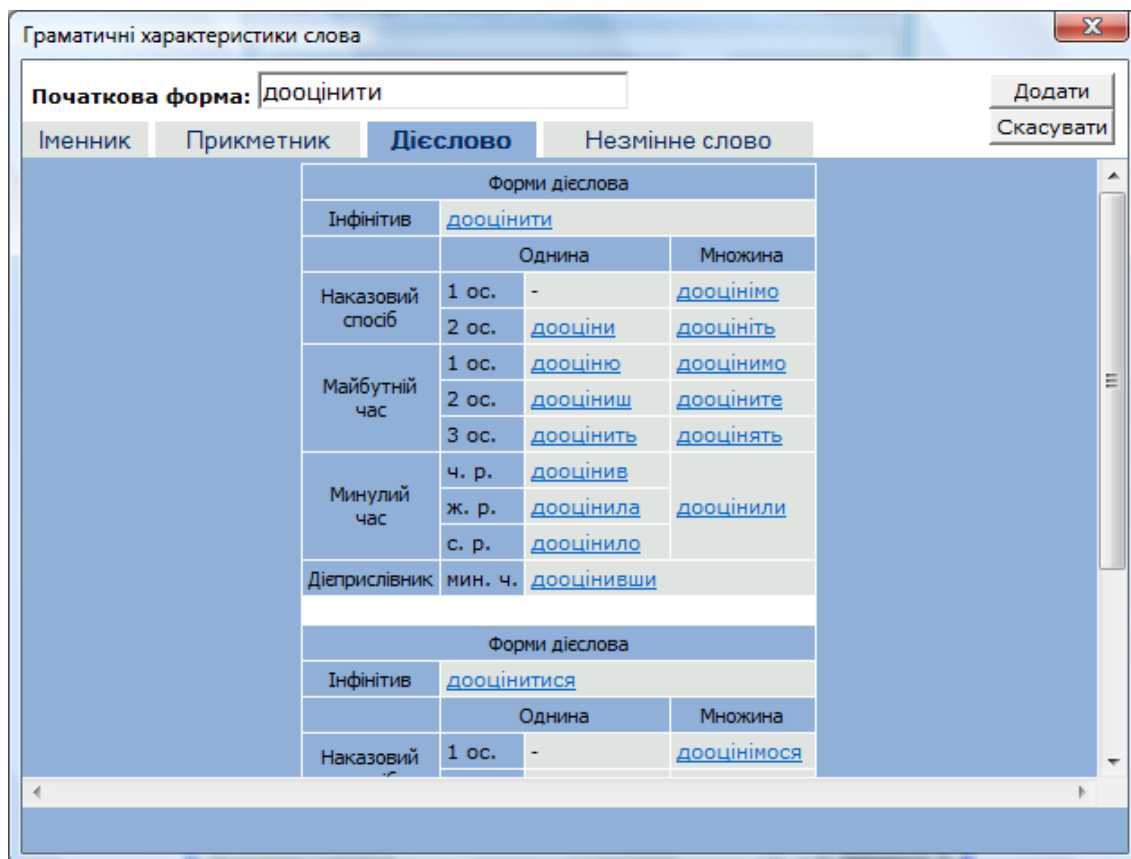 Граматичні характеристики слова
Початкова форма: дооцінити
Додати
Скасувати
Іменник Прикметник Дієслово Незмінне слово
Форми дієслова
Інфінітив дооцінити
Однина Множина
Наказовий спосіб 1 ос. - дооцінімо
2 ос. дооціни дооцініть
Майбутній час 1 ос. дооціню дооцінимо
2 ос. дооціниш дооціните
3 ос. дооцінить дооцінять
Минулий час ч. р. дооцінив дооцінили
ж. р. дооцінила
с. р. дооцінило
Дієприслівник мин. ч. дооцінивши
Форми дієслова
Інфінітив дооцінитися
Однина Множина
Наказовий 1 ос. - дооцінімося